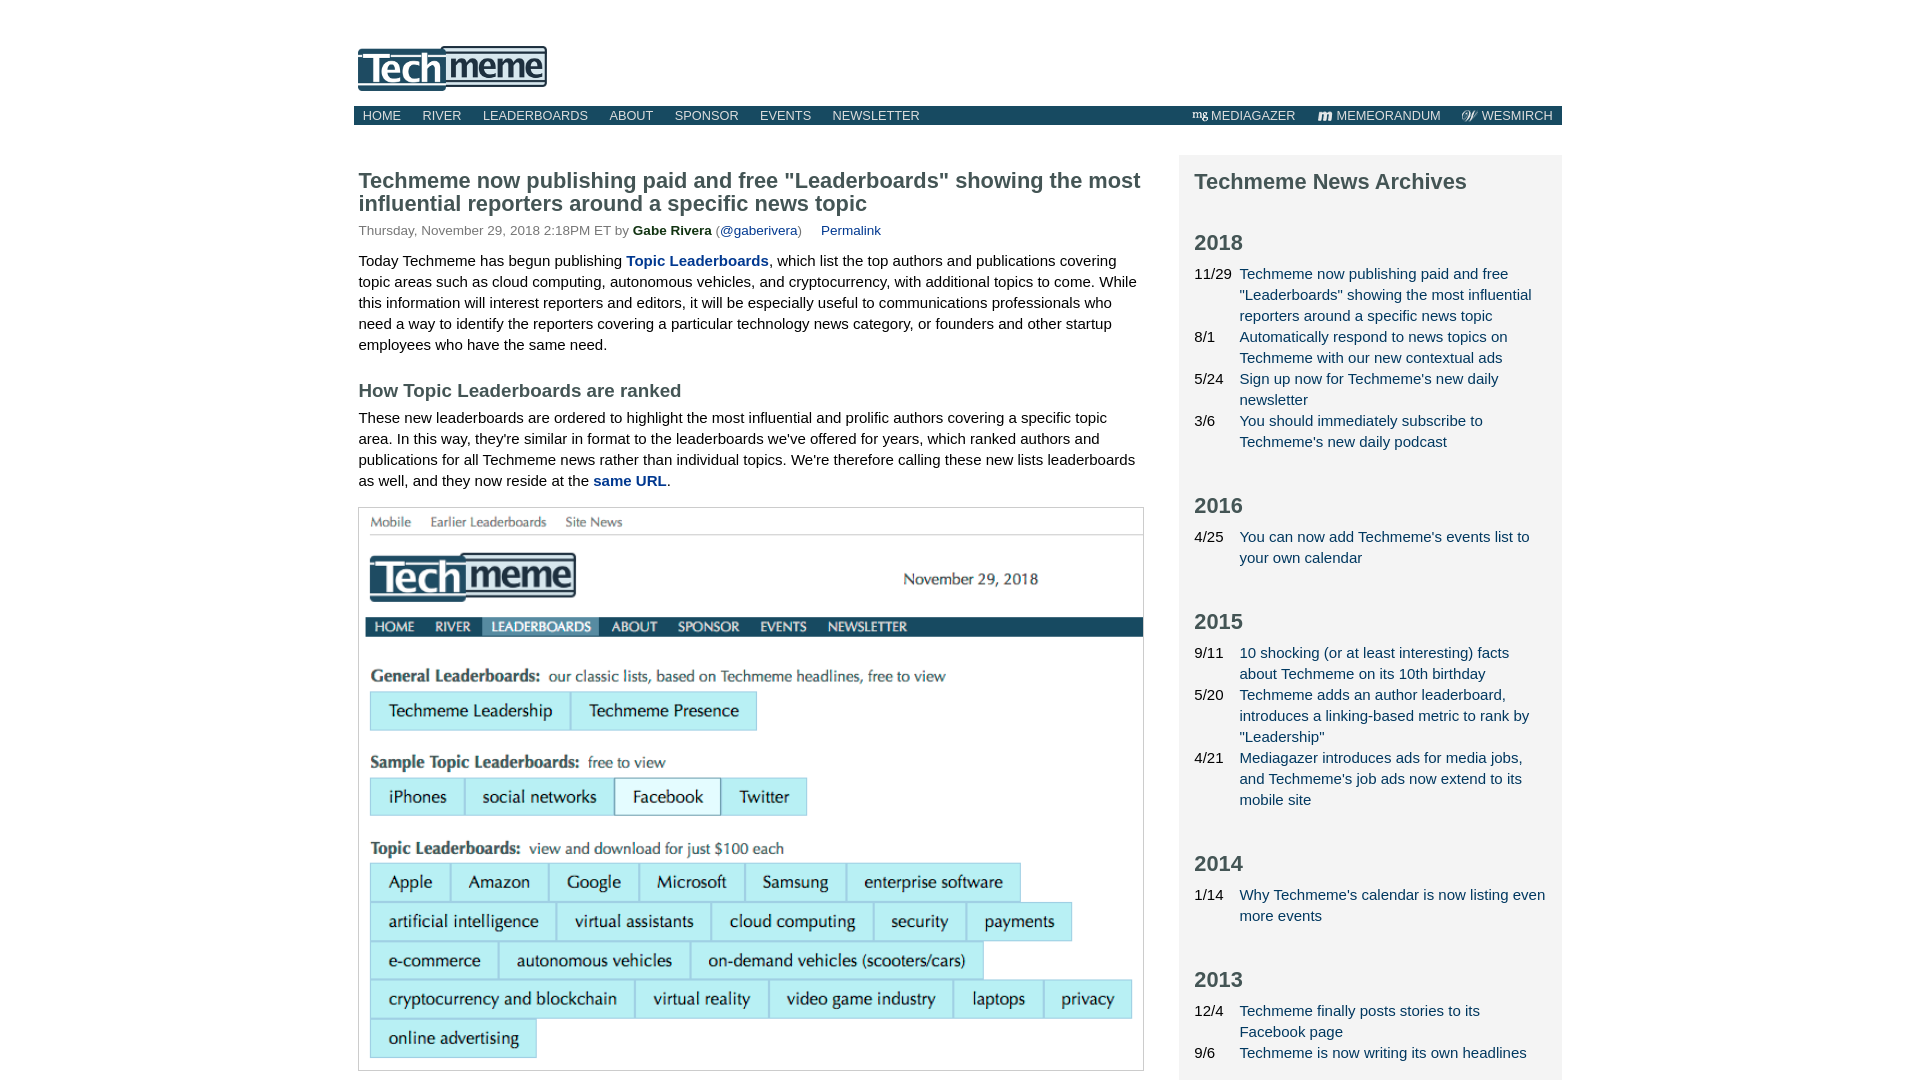 Techmeme
HOME RIVER LEADERBOARDS ABOUT SPONSOR EVENTS NEWSLETTER mg MEDIAGAZER m MEMEORANDUM W WESMIRCH
Techmeme now publishing paid and free "Leaderboards" showing the most
influential reporters around a specific news topic
Thursday, November 29, 2018 2:18PM ET by Gabe Rivera (@gaberivera) Permalink
Today Techmeme has begun publishing Topic Leaderboards, which list the top authors and publications covering
topic areas such as cloud computing, autonomous vehicles, and cryptocurrency, with additional topics to come. While
this information will interest reporters and editors, it will be especially useful to communications professionals who
need a way to identify the reporters covering a particular technology news category, or founders and other startup
employees who have the same need.
How Topic Leaderboards are ranked
These new leaderboards are ordered to highlight the most influential and prolific authors covering a specific topic
area. In this way, they're similar in format to the leaderboards we've offered for years, which ranked authors and
publications for all Techmeme news rather than individual topics. We're therefore calling these new lists leaderboards
as well, and they now reside at the same URL.
Mobile Earlier Leaderboards Site News
Techmeme November 29, 2018
HOME RIVER LEADERBOARDS ABOUT SPONSOR EVENTS NEWSLETTER
General Leaderboards: our classic lists, based on Techmeme headlines, free to view
Techmeme Leadership Techmeme Presence
Sample Topic Leaderboards: free to view
iPhones social networks Facebook Twitter
Topic Leaderboards: view and download for just $100 each
Apple Amazon Google Microsoft Samsung enterprise software
artificial intelligence virtual assistants cloud computing security payments
e-commerce autonomous vehicles on-demand vehicles (scooters/cars)
cryptocurrency and blockchain virtual reality video game industry laptops privacy
online advertising
Techmeme News Archives
2018
11/29 Techmeme now publishing paid and free
"Leaderboards" showing the most influential
reporters around a specific news topic
8/1 Automatically respond to news topics on
Techmeme with our new contextual ads
5/24 Sign up now for Techmeme's new daily
newsletter
3/6 You should immediately subscribe to
Techmeme's new daily podcast
2016
4/25 You can now add Techmeme's events list to
your own calendar
2015
9/11 10 shocking (or at least interesting) facts
about Techmeme on its 10th birthday
5/20 Techmeme adds an author leaderboard,
introduces a linking-based metric to rank by
"Leadership"
4/21 Mediagazer introduces ads for media jobs,
and Techmeme's job ads now extend to its
mobile site
2014
1/14 Why Techmeme's calendar is now listing even
more events
2013
12/4 Techmeme finally posts stories to its
Facebook page
9/6 Techmeme is now writing its own headlines